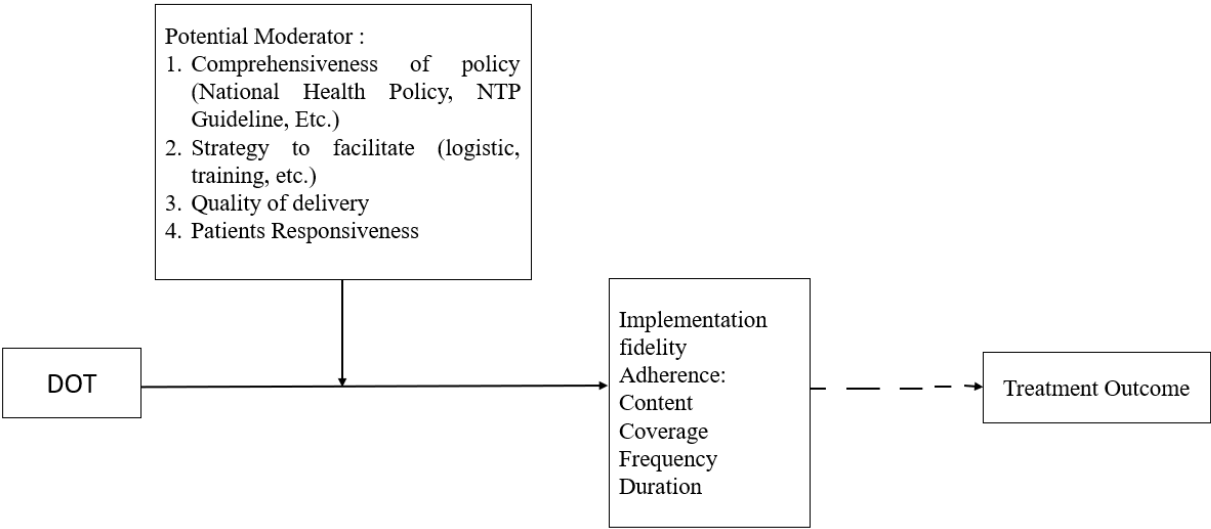 Potential Moderator :
1. Comprehensiveness of policy
(National Health Policy, NTP
Guideline, Etc.)
2. Strategy to facilitate (logistic,
training, etc.)
3. Quality of delivery
4. Patients Responsiveness
DOT
Implementation
fidelity
Adherence:
Content
Coverage
Frequency
Duration
Treatment Outcome